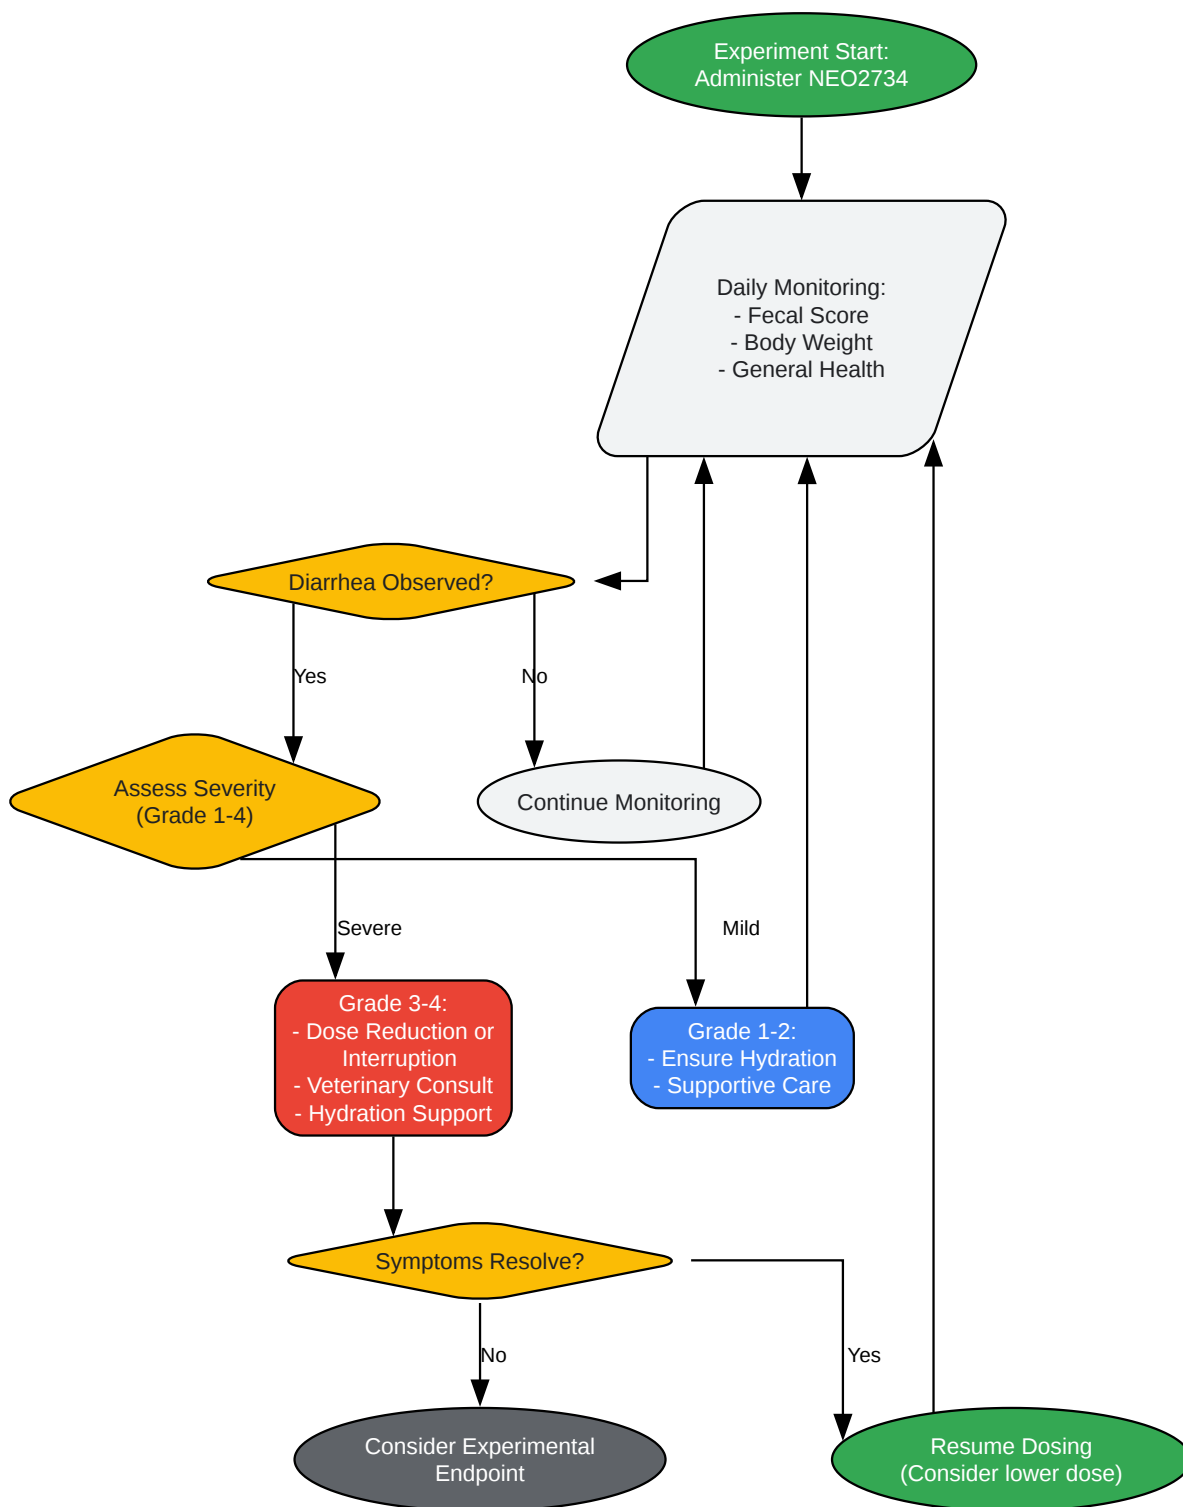 Experiment Start:
Administer NEO2734
Daily Monitoring:
- Fecal Score
- Body Weight
- General Health
Diarrhea Observed?
Yes
No
Assess Severity
(Grade 1-4)
Continue Monitoring
Severe
Mild
Grade 3-4:
- Dose Reduction or
Interruption
- Veterinary Consult
- Hydration Support
Grade 1-2:
- Ensure Hydration
- Supportive Care
Symptoms Resolve?
No
Yes
Consider Experimental
Endpoint
Resume Dosing
(Consider lower dose)